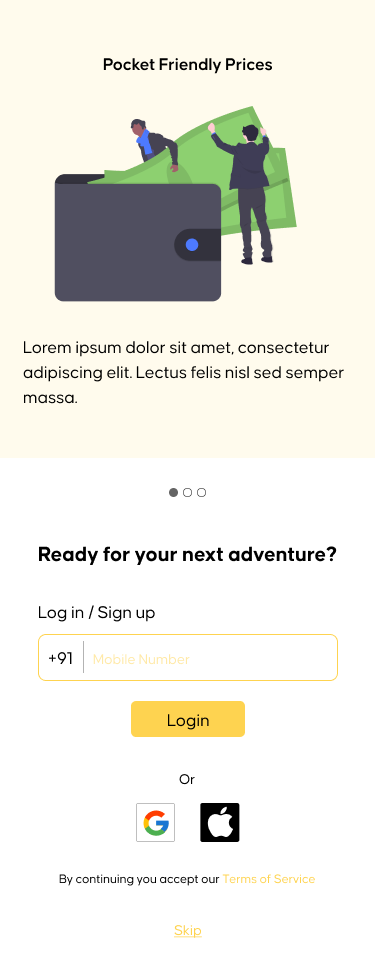 Pocket Friendly Prices
Lorem ipsum dolor sit amet, consectetur
adipiscing elit. Lectus felis nisl sed semper
massa.
Ready for your next adventure?
Log in / Sign up
+91 Mobile Number
Login
Or
By continuing you accept our Terms of Service
Skip